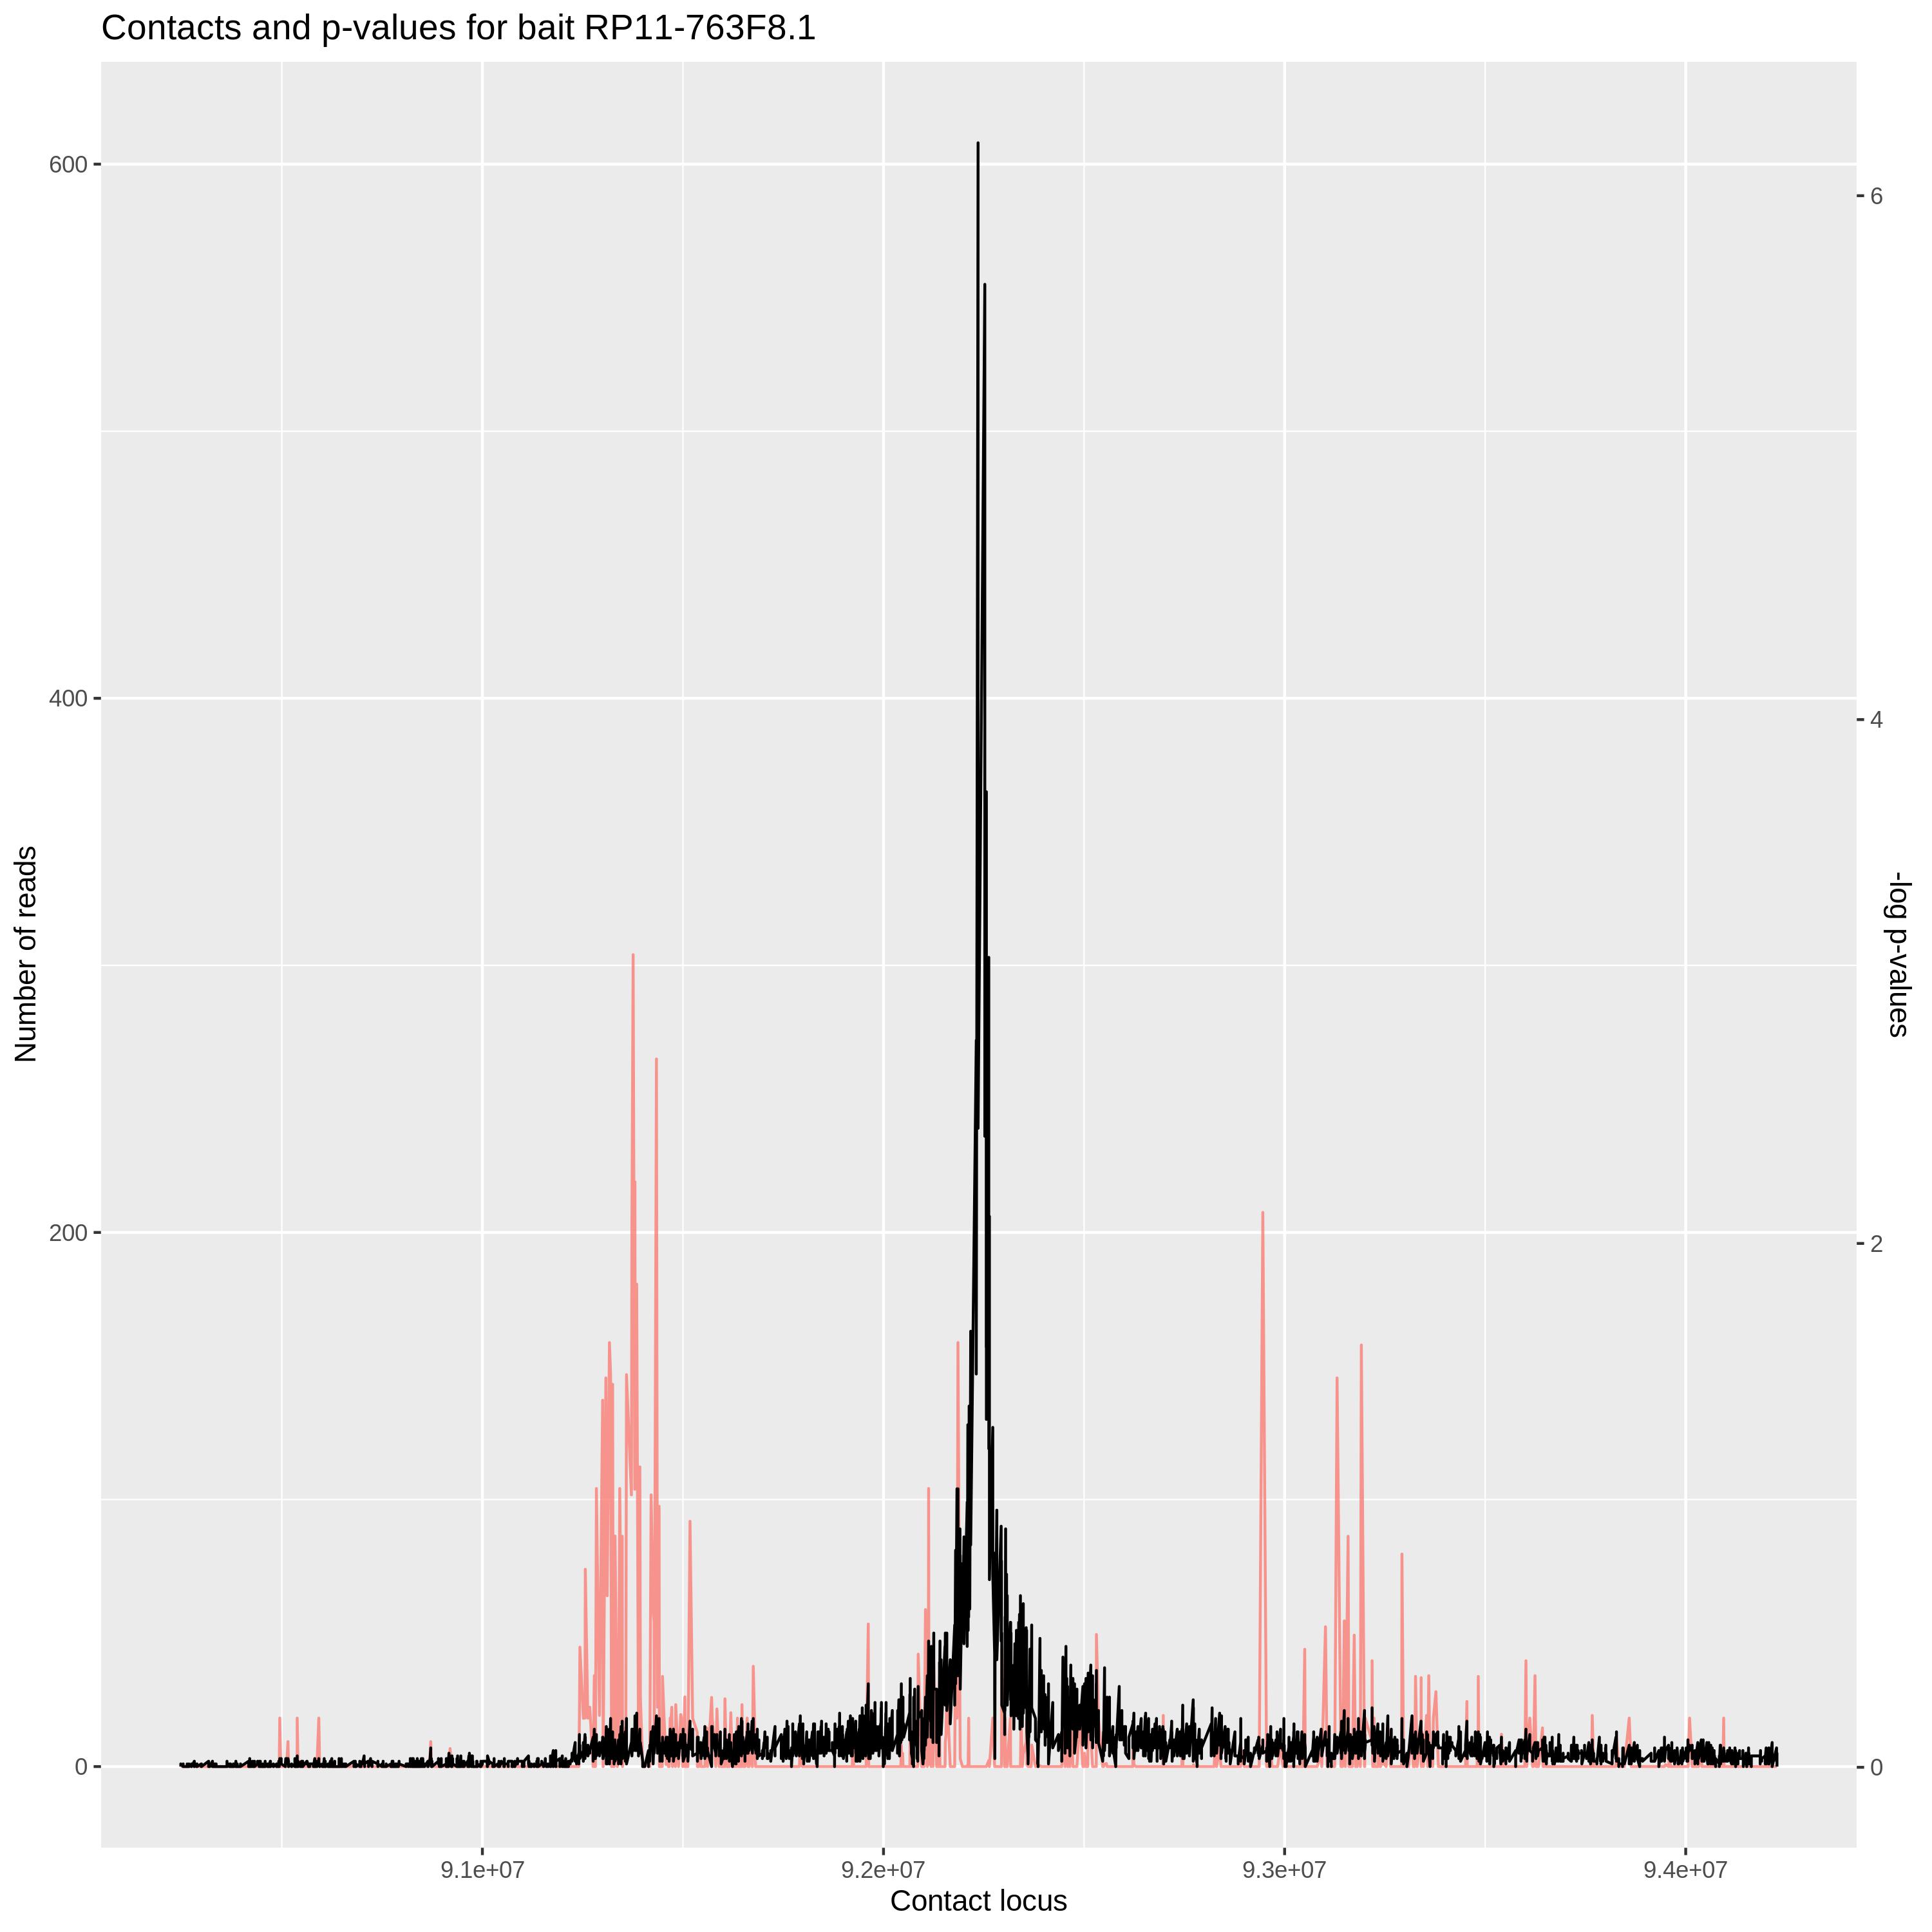 Contacts and p-values for bait RP11-763F8.1
Number of reads
600
400
200
0
6
4
2
0
-log p-values
9.1e+07
9.2e+07
9.3e+07
9.4e+07
Contact locus